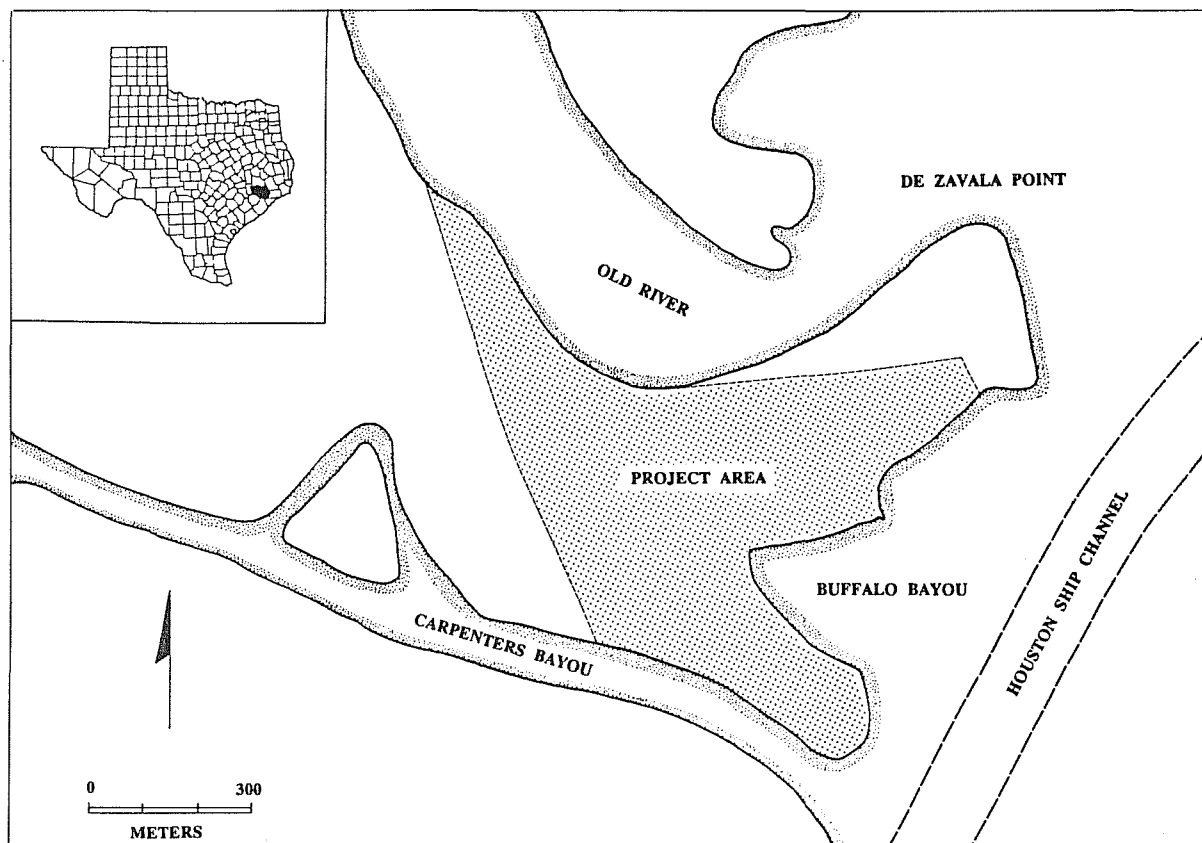 DE ZAVALA POINT
OLD RIVER
PROJECT AREA
BUFFALO BAYOU
HOUSTON SHIP CHANNEL
CARPENTERS BAYOU
0 300
METERS